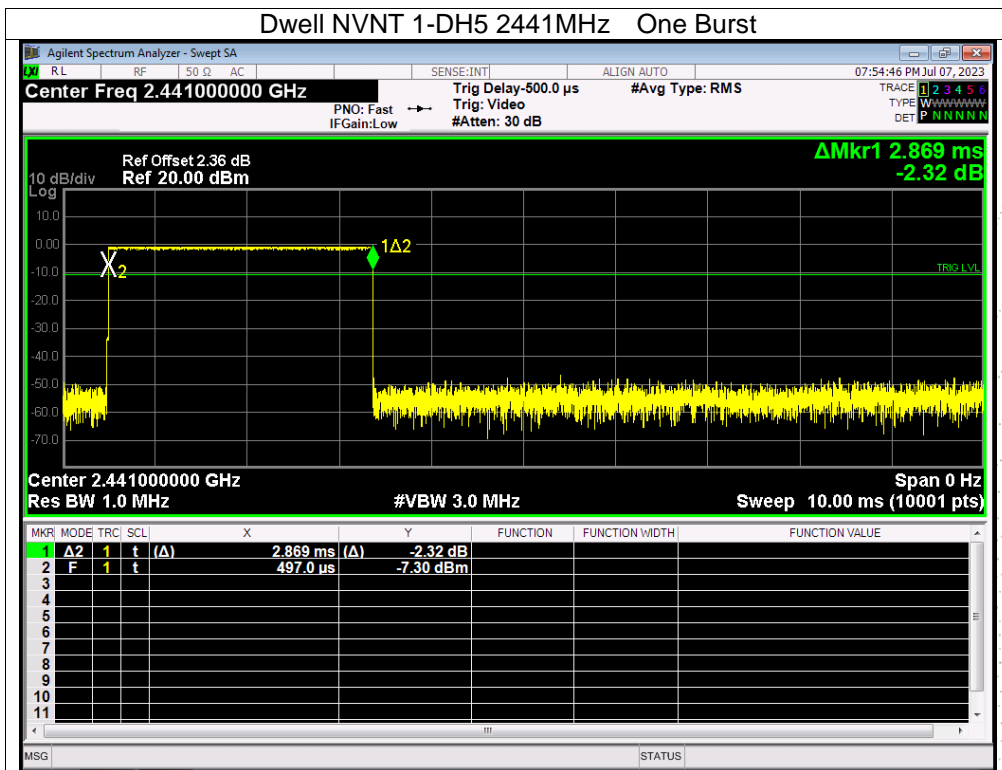 Dwell NVNT 1-DH5 2441MHz One Burst
Agilent Spectrum Analyzer - Swept SA
LXI RL RF 50 Ω AC SENSE:INT ALIGN AUTO 07:54:46 PM Jul 07, 2023
Center Freq 2.441000000 GHz
PNO: Fast
IFGain:Low
Trig Delay-500.0 µs
Trig: Video
#Atten: 30 dB
#Avg Type: RMS
TRACE 1 2 3 4 5 6
TYPE WWWWWW
DET P N N N N N
ΔMkr1 2.869 ms
-2.32 dB
Ref Offset 2.36 dB
10 dB/div Ref 20.00 dBm
Log
10.0
0.00
-10.0
-20.0
-30.0
-40.0
-50.0
-60.0
-70.0
1Δ2
X2
TRIG LVL
Center 2.441000000 GHz Span 0 Hz
Res BW 1.0 MHz #VBW 3.0 MHz Sweep 10.00 ms (10001 pts)
MKR MODE TRC SCL X Y FUNCTION FUNCTION WIDTH FUNCTION VALUE
1 Δ2 1 t (Δ) 2.869 ms (Δ) -2.32 dB
2 F 1 t 497.0 µs -7.30 dBm
3
4
5
6
7
8
9
10
11
MSG STATUS